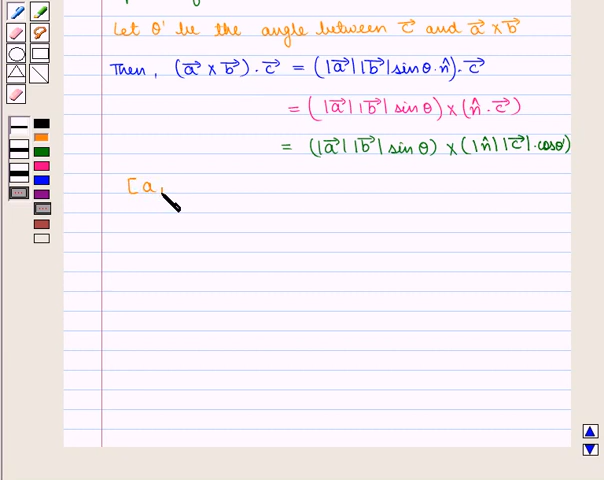 Let θ' be the angle between c⃗ and a⃗ × b⃗
Then, (a⃗ × b⃗) · c⃗ = (|a⃗| |b⃗| sin θ · n̂) · c⃗
= (|a⃗| |b⃗| sin θ) × (n̂ · c⃗)
= (|a⃗| |b⃗| sin θ) × (|n̂| |c⃗| · cos θ')
[a,